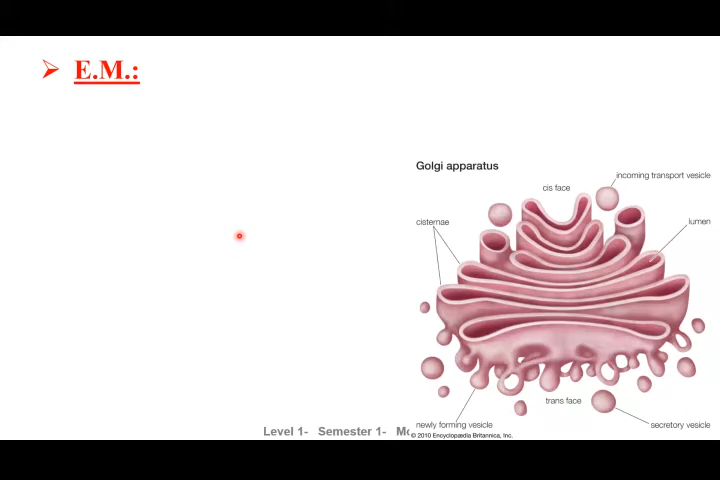 E.M.:
Golgi apparatus
incoming transport vesicle
cis face
cisternae
lumen
trans face
newly forming vesicle
secretory vesicle
Level 1- Semester 1-
© 2010 Encyclopædia Britannica, Inc.